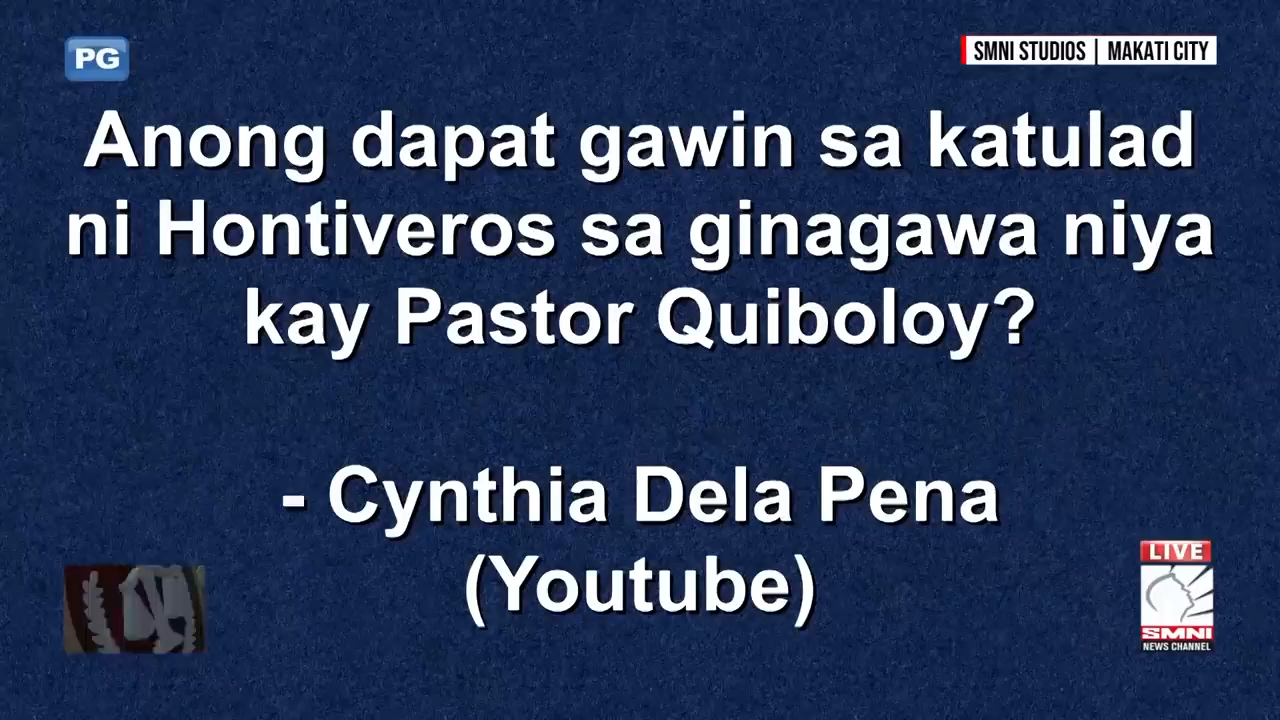 PG
SMNI STUDIOS | MAKATI CITY
Anong dapat gawin sa katulad
ni Hontiveros sa ginagawa niya
kay Pastor Quiboloy?
- Cynthia Dela Pena
(Youtube)
LIVE
SMNI
NEWS CHANNEL